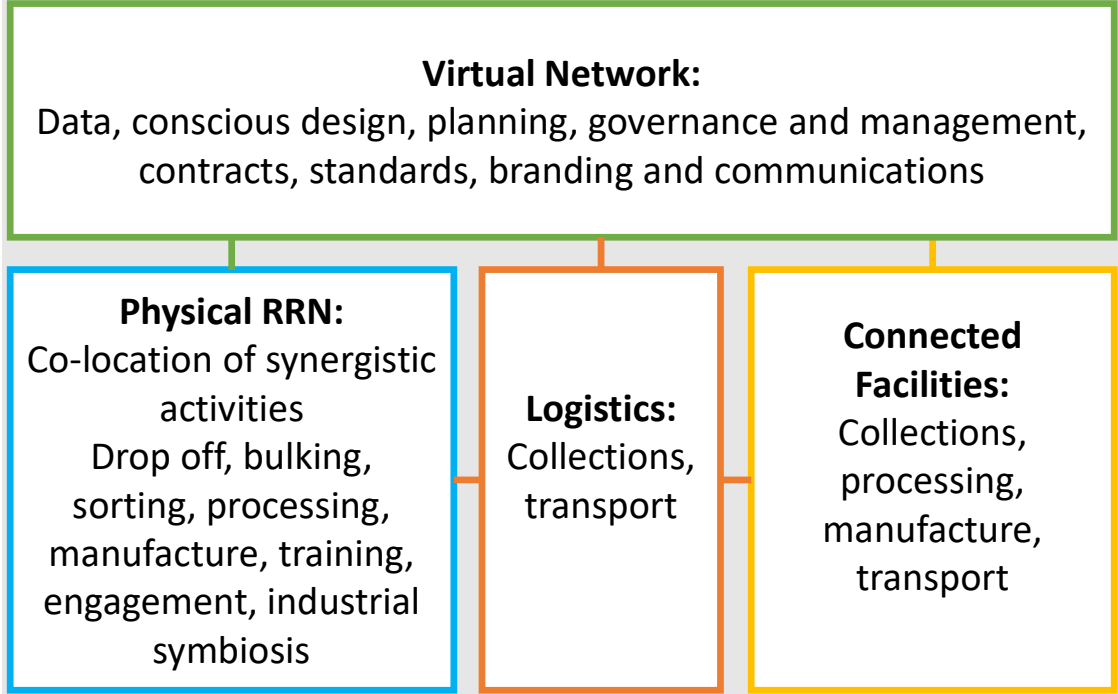 Virtual Network:
Data, conscious design, planning, governance and management,
contracts, standards, branding and communications
Physical RRN:
Co-location of synergistic
activities
Drop off, bulking,
sorting, processing,
manufacture, training,
engagement, industrial
symbiosis
Logistics:
Collections,
transport
Connected
Facilities:
Collections,
processing,
manufacture,
transport